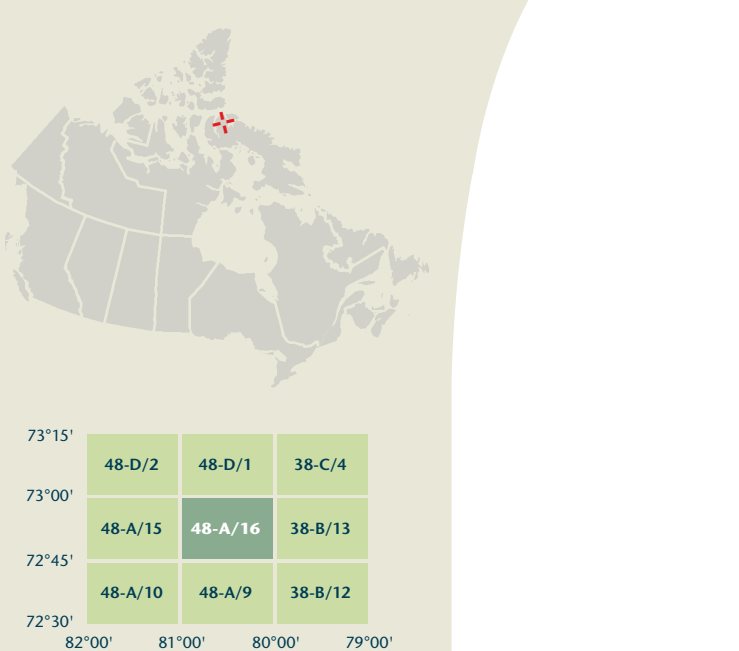 73°15'
48-D/2 48-D/1 38-C/4
73°00'
48-A/15 48-A/16 38-B/13
72°45'
48-A/10 48-A/9 38-B/12
72°30'
82°00' 81°00' 80°00' 79°00'